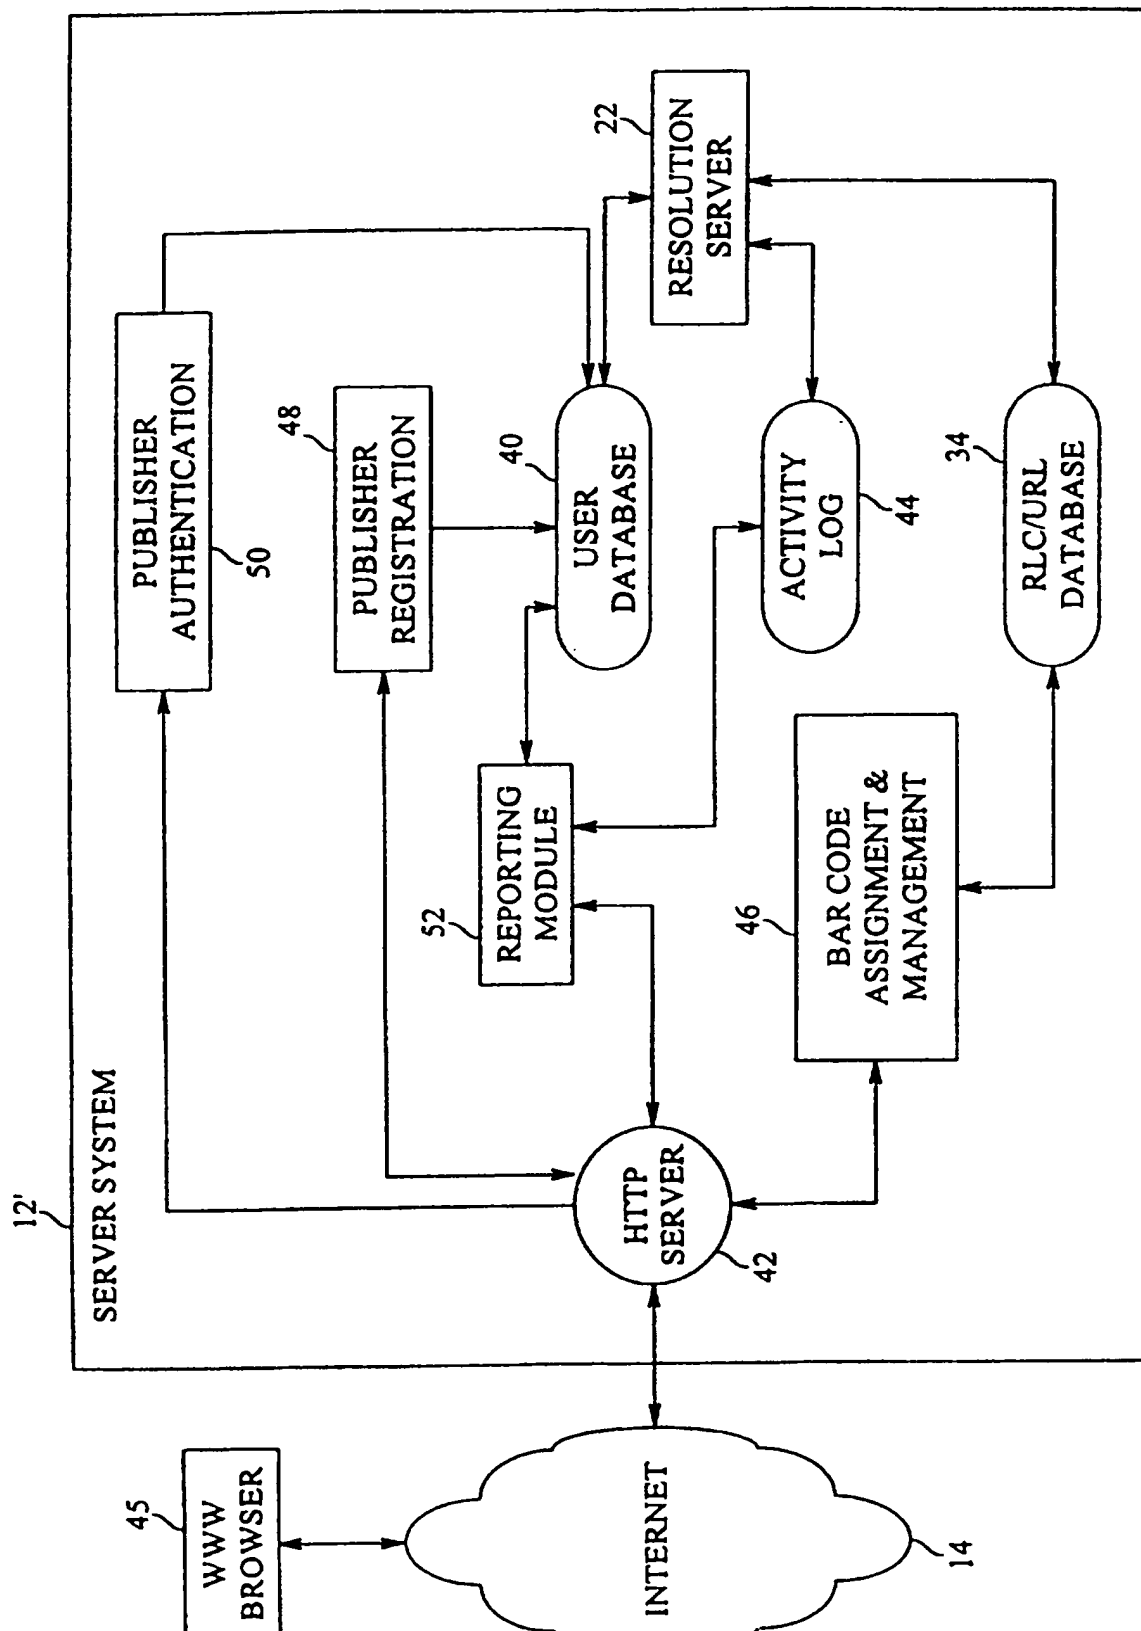 12'
SERVER SYSTEM
45
WWW
BROWSER
INTERNET
14
HTTP
SERVER
42
PUBLISHER
AUTHENTICATION
50
48
PUBLISHER
REGISTRATION
52
REPORTING
MODULE
40
USER
DATABASE
22
RESOLUTION
SERVER
ACTIVITY
LOG
44
46
BAR CODE
ASSIGNMENT &
MANAGEMENT
34
RLC/URL
DATABASE